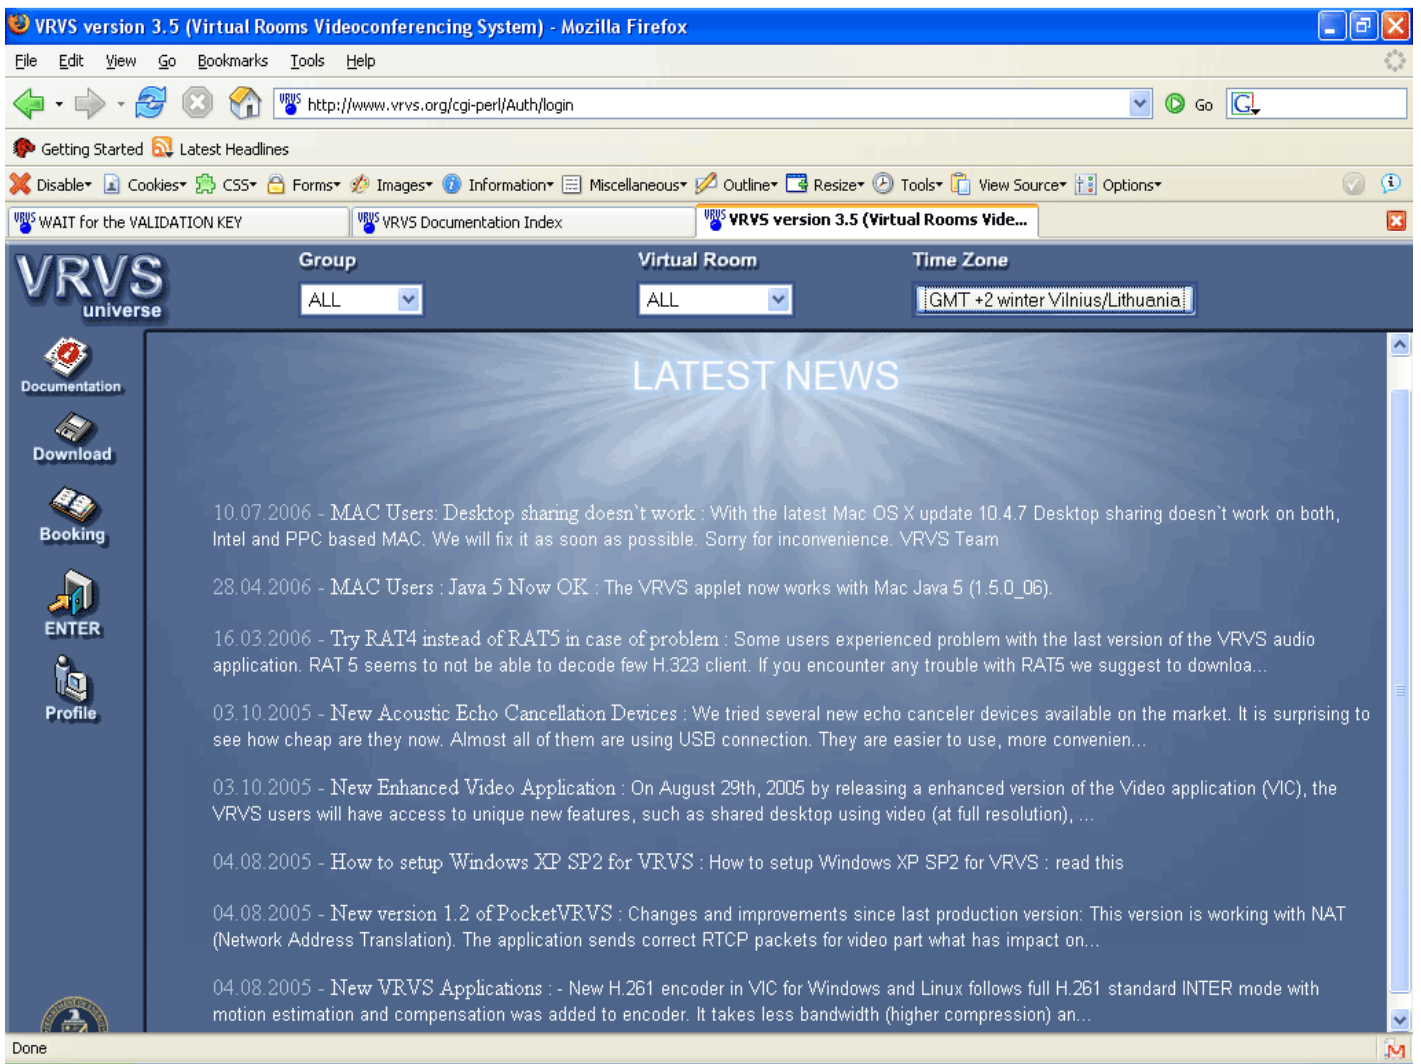 VRVS version 3.5 (Virtual Rooms Videoconferencing System) - Mozilla Firefox
File Edit View Go Bookmarks Tools Help
VRVS http://www.vrvs.org/cgi-perl/Auth/login Go G
Getting Started Latest Headlines
Disable Cookies CSS Forms Images Information Miscellaneous Outline Resize Tools View Source Options
VRVS WAIT for the VALIDATION KEY VRVS VRVS Documentation Index VRVS VRVS version 3.5 (Virtual Rooms Vide...
VRVS universe
Group Virtual Room Time Zone
ALL ALL GMT +2 winter Vilnius/Lithuania
Documentation
Download
Booking
ENTER
Profile
LATEST NEWS
10.07.2006 - MAC Users: Desktop sharing doesn`t work : With the latest Mac OS X update 10.4.7 Desktop sharing doesn`t work on both,
Intel and PPC based MAC. We will fix it as soon as possible. Sorry for inconvenience. VRVS Team
28.04.2006 - MAC Users : Java 5 Now OK : The VRVS applet now works with Mac Java 5 (1.5.0_06).
16.03.2006 - Try RAT4 instead of RAT5 in case of problem : Some users experienced problem with the last version of the VRVS audio
application. RAT 5 seems to not be able to decode few H.323 client. If you encounter any trouble with RAT5 we suggest to downloa...
03.10.2005 - New Acoustic Echo Cancellation Devices : We tried several new echo canceler devices available on the market. It is surprising to
see how cheap are they now. Almost all of them are using USB connection. They are easier to use, more convenien...
03.10.2005 - New Enhanced Video Application : On August 29th, 2005 by releasing a enhanced version of the Video application (VIC), the
VRVS users will have access to unique new features, such as shared desktop using video (at full resolution), ...
04.08.2005 - How to setup Windows XP SP2 for VRVS : How to setup Windows XP SP2 for VRVS : read this
04.08.2005 - New version 1.2 of PocketVRVS : Changes and improvements since last production version: This version is working with NAT
(Network Address Translation). The application sends correct RTCP packets for video part what has impact on...
04.08.2005 - New VRVS Applications : - New H.261 encoder in VIC for Windows and Linux follows full H.261 standard INTER mode with
motion estimation and compensation was added to encoder. It takes less bandwidth (higher compression) an...
Done